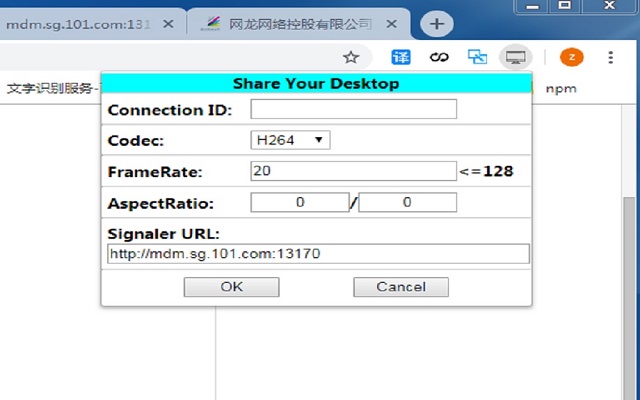 mdm.sg.101.com:131
网龙网络控股有限公司
译
z
文字识别服务-
npm
Share Your Desktop
Connection ID:
Codec:
H264
FrameRate:
20
<=128
AspectRatio:
0 / 0
Signaler URL:
http://mdm.sg.101.com:13170
OK
Cancel